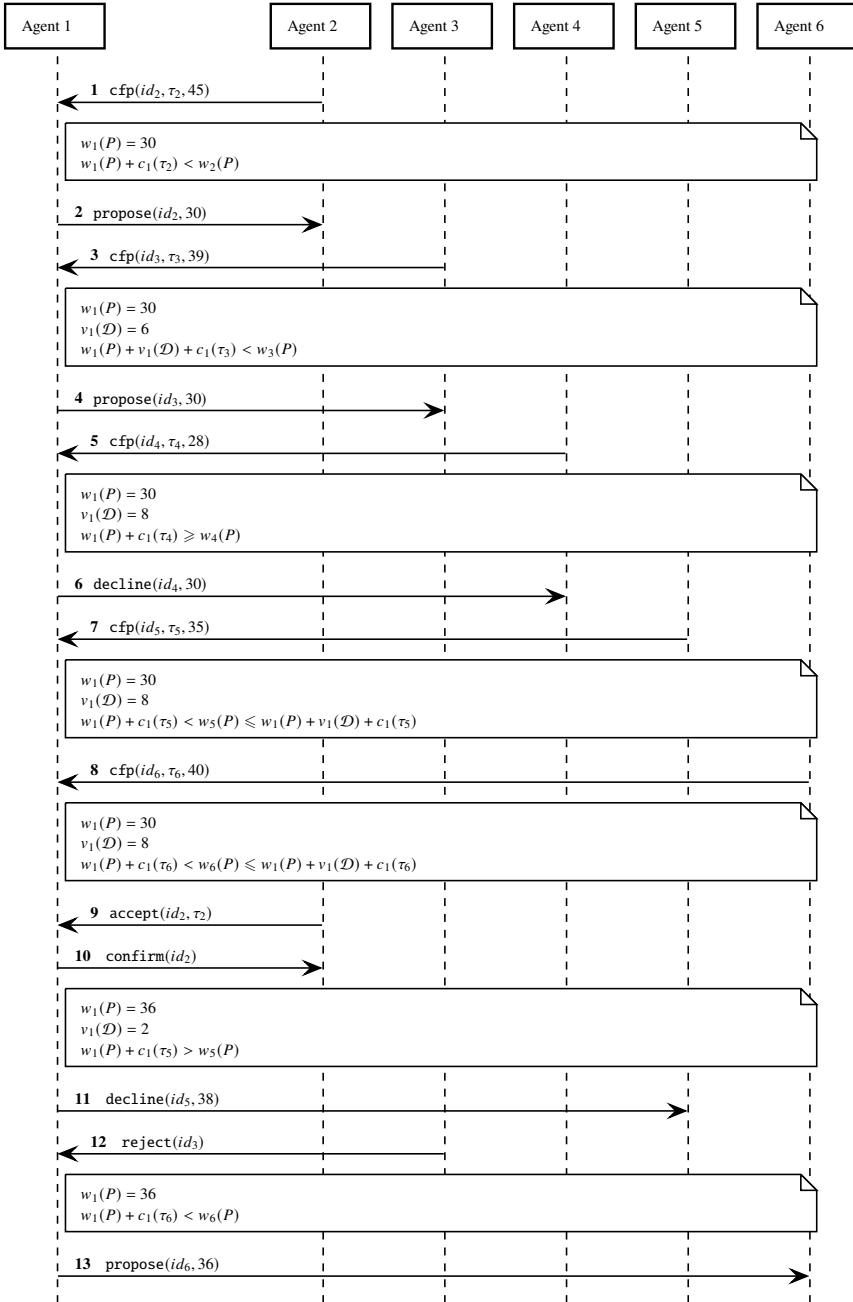 Agent 1 Agent 2 Agent 3 Agent 4 Agent 5 Agent 6
1 cfp(id₂, τ₂, 45)
w₁(P) = 30
w₁(P) + c₁(τ₂) < w₂(P)
2 propose(id₂, 30)
3 cfp(id₃, τ₃, 39)
w₁(P) = 30
v₁(𝒟) = 6
w₁(P) + v₁(𝒟) + c₁(τ₃) < w₃(P)
4 propose(id₃, 30)
5 cfp(id₄, τ₄, 28)
w₁(P) = 30
v₁(𝒟) = 8
w₁(P) + c₁(τ₄) ⩾ w₄(P)
6 decline(id₄, 30)
7 cfp(id₅, τ₅, 35)
w₁(P) = 30
v₁(𝒟) = 8
w₁(P) + c₁(τ₅) < w₅(P) ⩽ w₁(P) + v₁(𝒟) + c₁(τ₅)
8 cfp(id₆, τ₆, 40)
w₁(P) = 30
v₁(𝒟) = 8
w₁(P) + c₁(τ₆) < w₆(P) ⩽ w₁(P) + v₁(𝒟) + c₁(τ₆)
9 accept(id₂, τ₂)
10 confirm(id₂)
w₁(P) = 36
v₁(𝒟) = 2
w₁(P) + c₁(τ₅) > w₅(P)
11 decline(id₅, 38)
12 reject(id₃)
w₁(P) = 36
w₁(P) + c₁(τ₆) < w₆(P)
13 propose(id₆, 36)